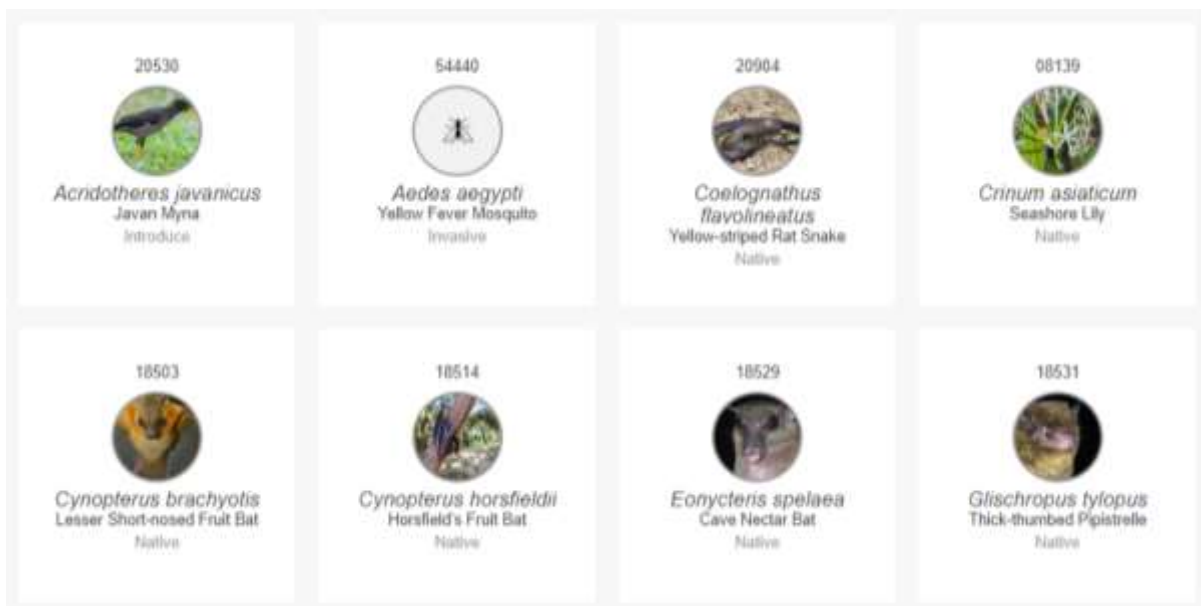 20530
Acridotheres javanicus
Javan Myna
Introduce
54440
Aedes aegypti
Yellow Fever Mosquito
Invasive
20904
Coelognathus
flavolineatus
Yellow-striped Rat Snake
Native
08139
Crinum asiaticum
Seashore Lily
Native
18503
Cynopterus brachyotis
Lesser Short-nosed Fruit Bat
Native
18514
Cynopterus horsfieldii
Horsfield's Fruit Bat
Native
18529
Eonycteris spelaea
Cave Nectar Bat
Native
18531
Glischropus tylopus
Thick-thumbed Pipistrelle
Native